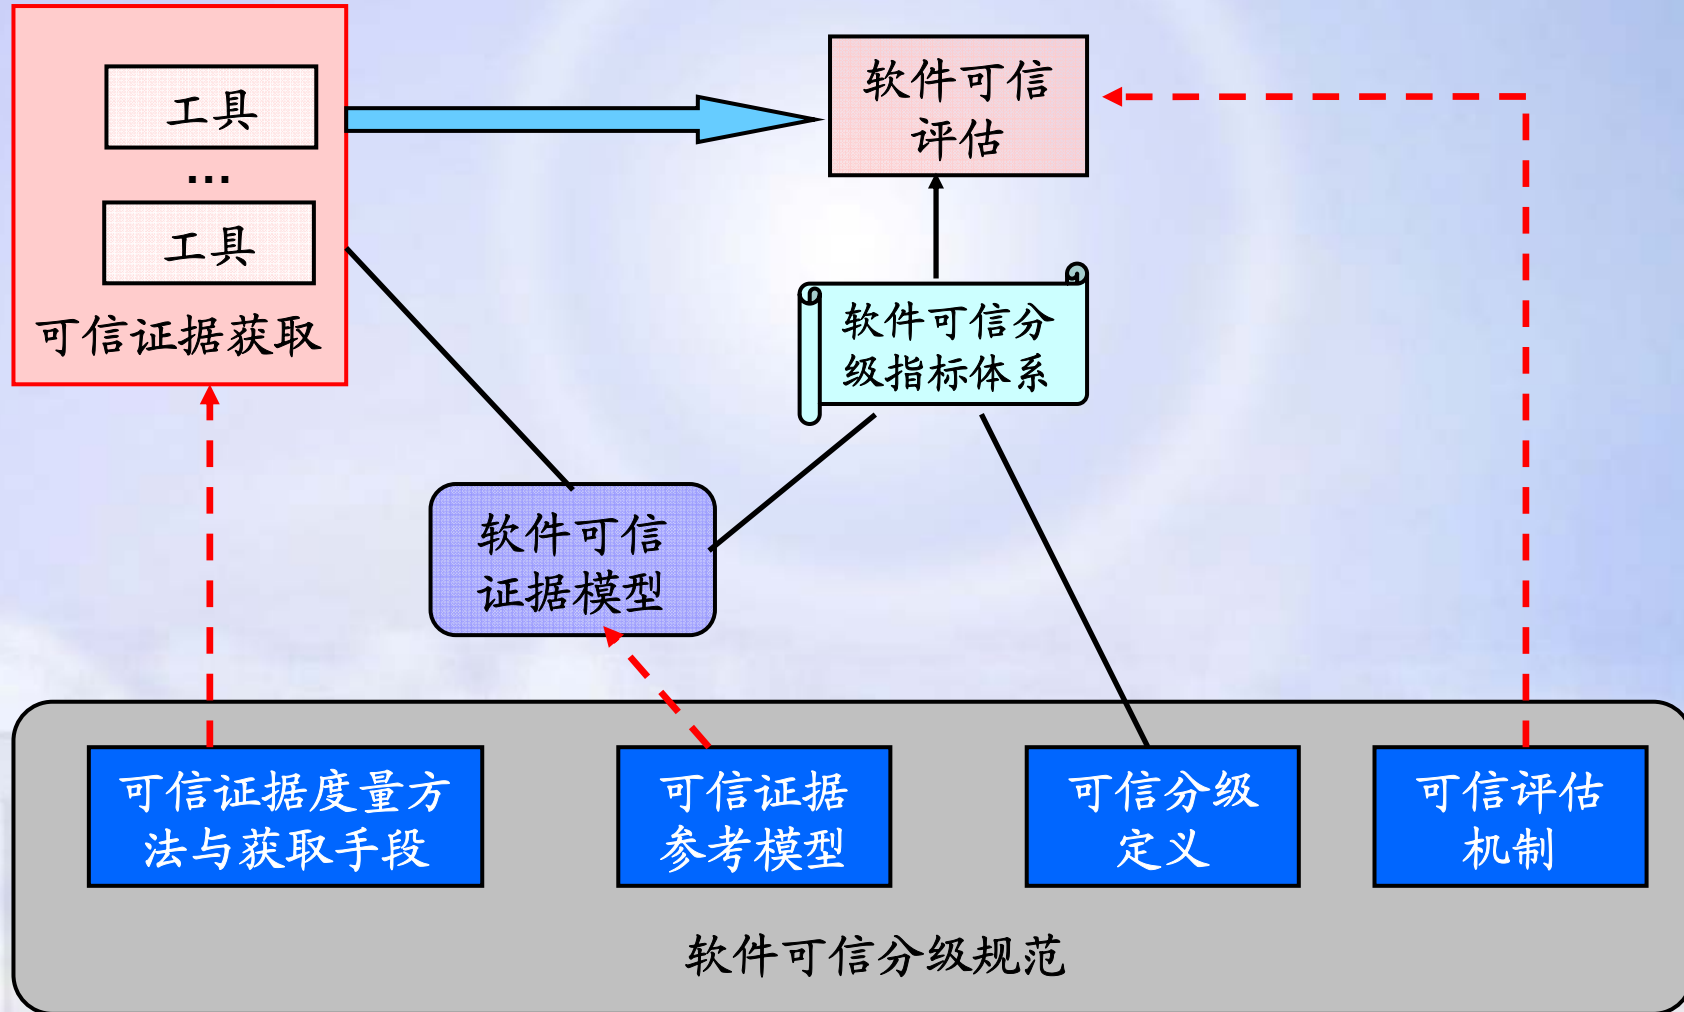 工具
...
工具
可信证据获取
软件可信
评估
软件可信分
级指标体系
软件可信
证据模型
可信证据度量方
法与获取手段
可信证据
参考模型
可信分级
定义
可信评估
机制
软件可信分级规范